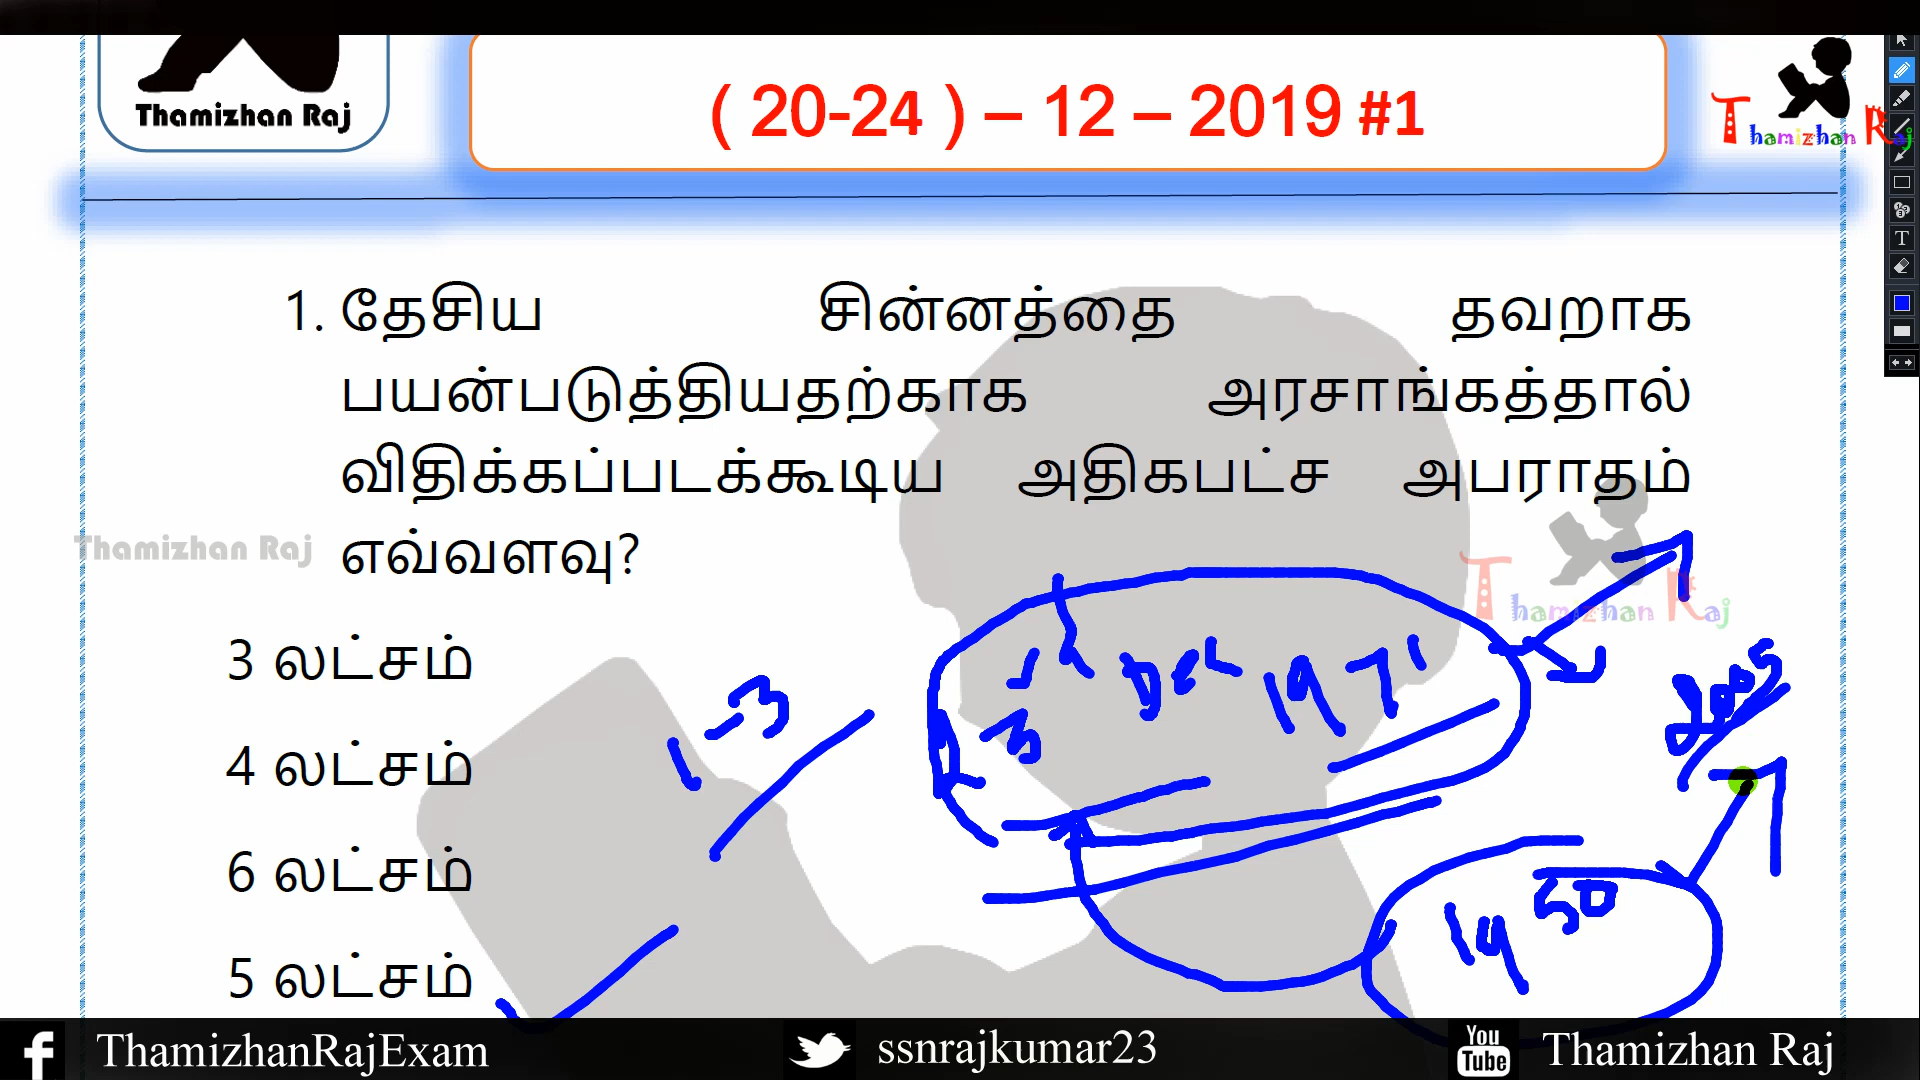 Thamizhan Raj
( 20-24 ) – 12 – 2019 #1
Thamizhan Raj
1. தேசிய சின்னத்தை தவறாக
பயன்படுத்தியதற்காக அரசாங்கத்தால்
விதிக்கப்படக்கூடிய அதிகபட்ச அபராதம்
எவ்வளவு?
Thamizhan Raj
Thamizhan Raj
3 லட்சம்
4 லட்சம்
6 லட்சம்
5 லட்சம்
1971
2005
1950
ThamizhanRajExam
ssnrajkumar23
You Tube
Thamizhan Raj